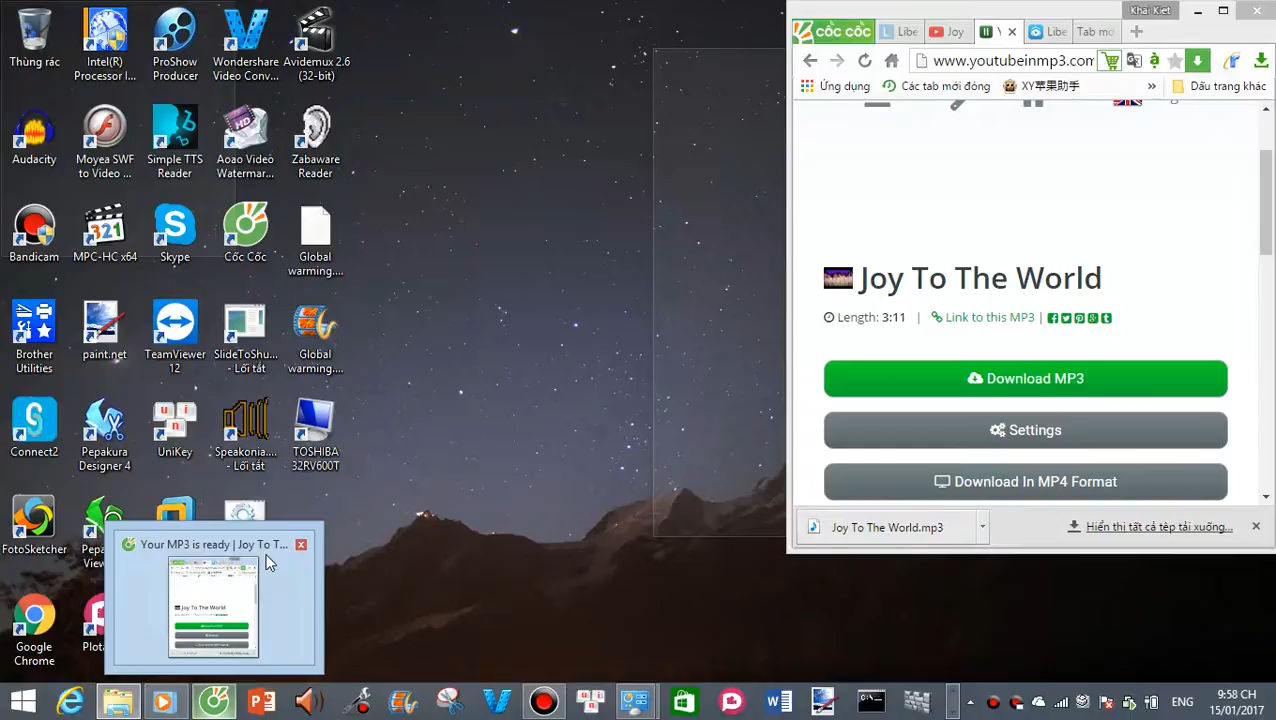 Thùng rác
Intel(R) Processor I...
ProShow Producer
Wondershare Video Conv...
Avidemux 2.6 (32-bit)
Audacity
Moyea SWF to Video ...
Simple TTS Reader
HD
Aoao Video Watermar...
Zabaware Reader
Bandicam
321
MPC-HC x64
Skype
Cốc Cốc
Global warming....
Brother Utilities
paint.net
TeamViewer 12
SlideToShu... - Lối tắt
Global warming....
Connect2
Pepakura Designer 4
u n i
UniKey
Speakonia.... - Lối tắt
TOSHIBA 32RV600T
FotoSketcher
Google Chrome
Your MP3 is ready | Joy To T...
Joy To The World
Khai Kiet
cốc cốc
Libe
Joy
Libe
Tab mớ
www.youtubeinmp3.com
Ứng dụng
Các tab mới đóng
XY苹果助手
»
Dấu trang khác
Joy To The World
Length: 3:11 | Link to this MP3 |
Download MP3
Settings
Download In MP4 Format
Joy To The World.mp3
Hiển thị tất cả tệp tải xuống...
u n i
ENG
9:58 CH
15/01/2017